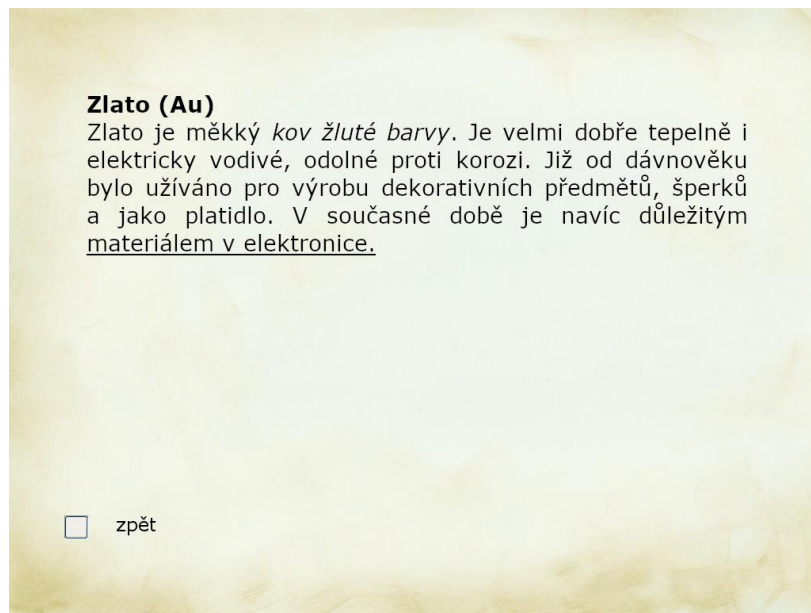 Zlato (Au)
Zlato je měkký kov žluté barvy. Je velmi dobře tepelně i
elektricky vodivé, odolné proti korozi. Již od dávnověku
bylo užíváno pro výrobu dekorativních předmětů, šperků
a jako platidlo. V současné době je navíc důležitým
materiálem v elektronice.
zpět